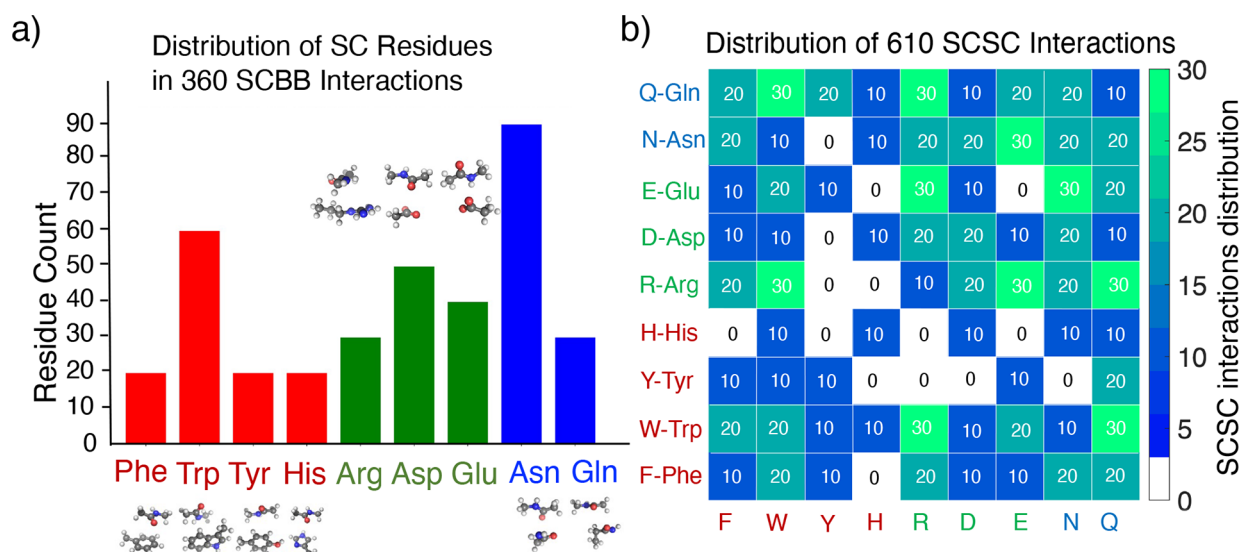 a)
Distribution of SC Residues
in 360 SCBB Interactions
Residue Count
90
80
70
60
50
40
30
20
10
0
Phe Trp Tyr His Arg Asp Glu Asn Gln
b)
Distribution of 610 SCSC Interactions
Q-Gln 20 30 20 10 30 10 20 20 10
N-Asn 20 10 0 10 20 20 30 20 20
E-Glu 10 20 10 0 30 10 0 30 20
D-Asp 10 10 0 10 20 20 10 20 10
R-Arg 20 30 0 0 10 20 30 20 30
H-His 0 10 0 10 0 10 0 10 10
Y-Tyr 10 10 10 0 0 0 10 0 20
W-Trp 20 20 10 10 30 10 20 10 30
F-Phe 10 20 10 0 20 10 10 20 20
F W Y H R D E N Q
30
25
20
15
10
5
0
SCSC interactions distribution